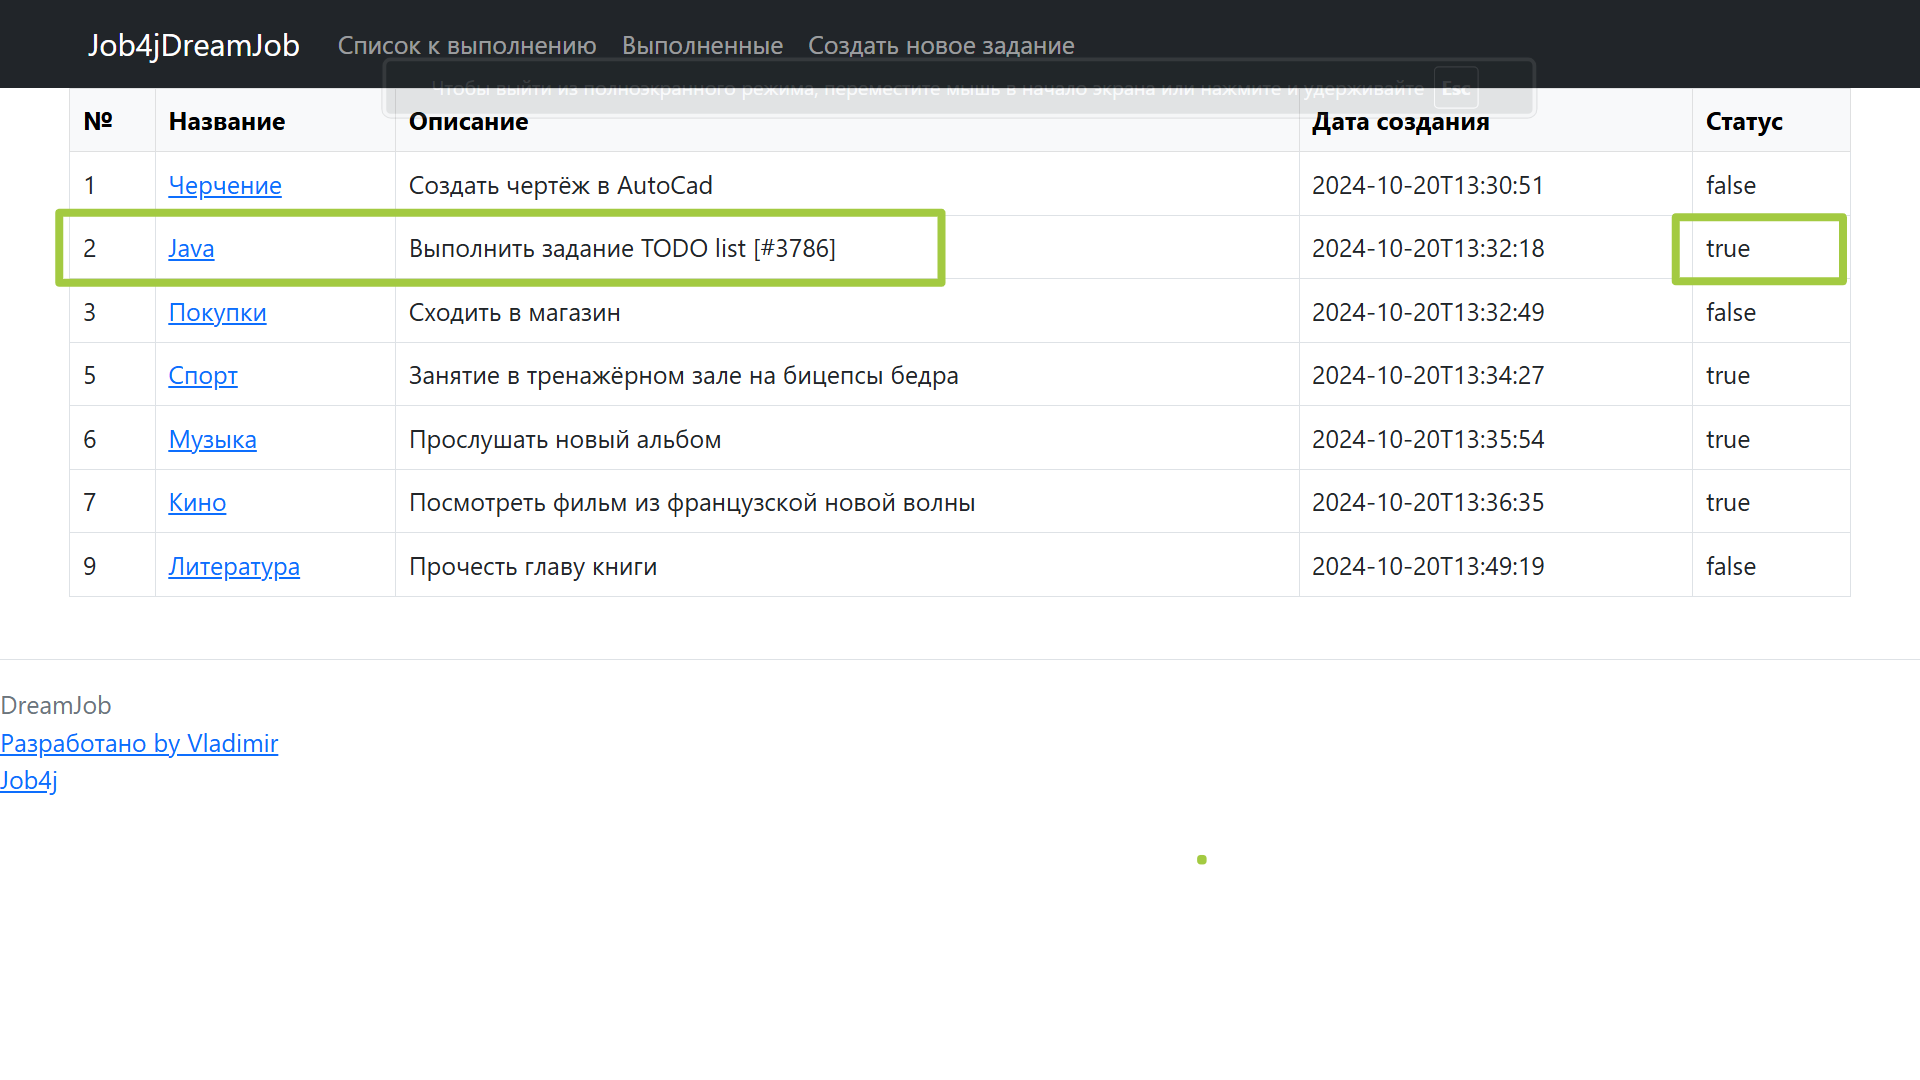 Job4jDreamJob Список к выполнению Выполненные Создать новое задание
Чтобы выйти из полноэкранного режима, переместите мышь в начало экрана или нажмите и удерживайте Esc
№ Название Описание Дата создания Статус
1 Черчение Создать чертёж в AutoCad 2024-10-20T13:30:51 false
2 Java Выполнить задание TODO list [#3786] 2024-10-20T13:32:18 true
3 Покупки Сходить в магазин 2024-10-20T13:32:49 false
5 Спорт Занятие в тренажёрном зале на бицепсы бедра 2024-10-20T13:34:27 true
6 Музыка Прослушать новый альбом 2024-10-20T13:35:54 true
7 Кино Посмотреть фильм из французской новой волны 2024-10-20T13:36:35 true
9 Литература Прочесть главу книги 2024-10-20T13:49:19 false
DreamJob
Разработано by Vladimir
Job4j